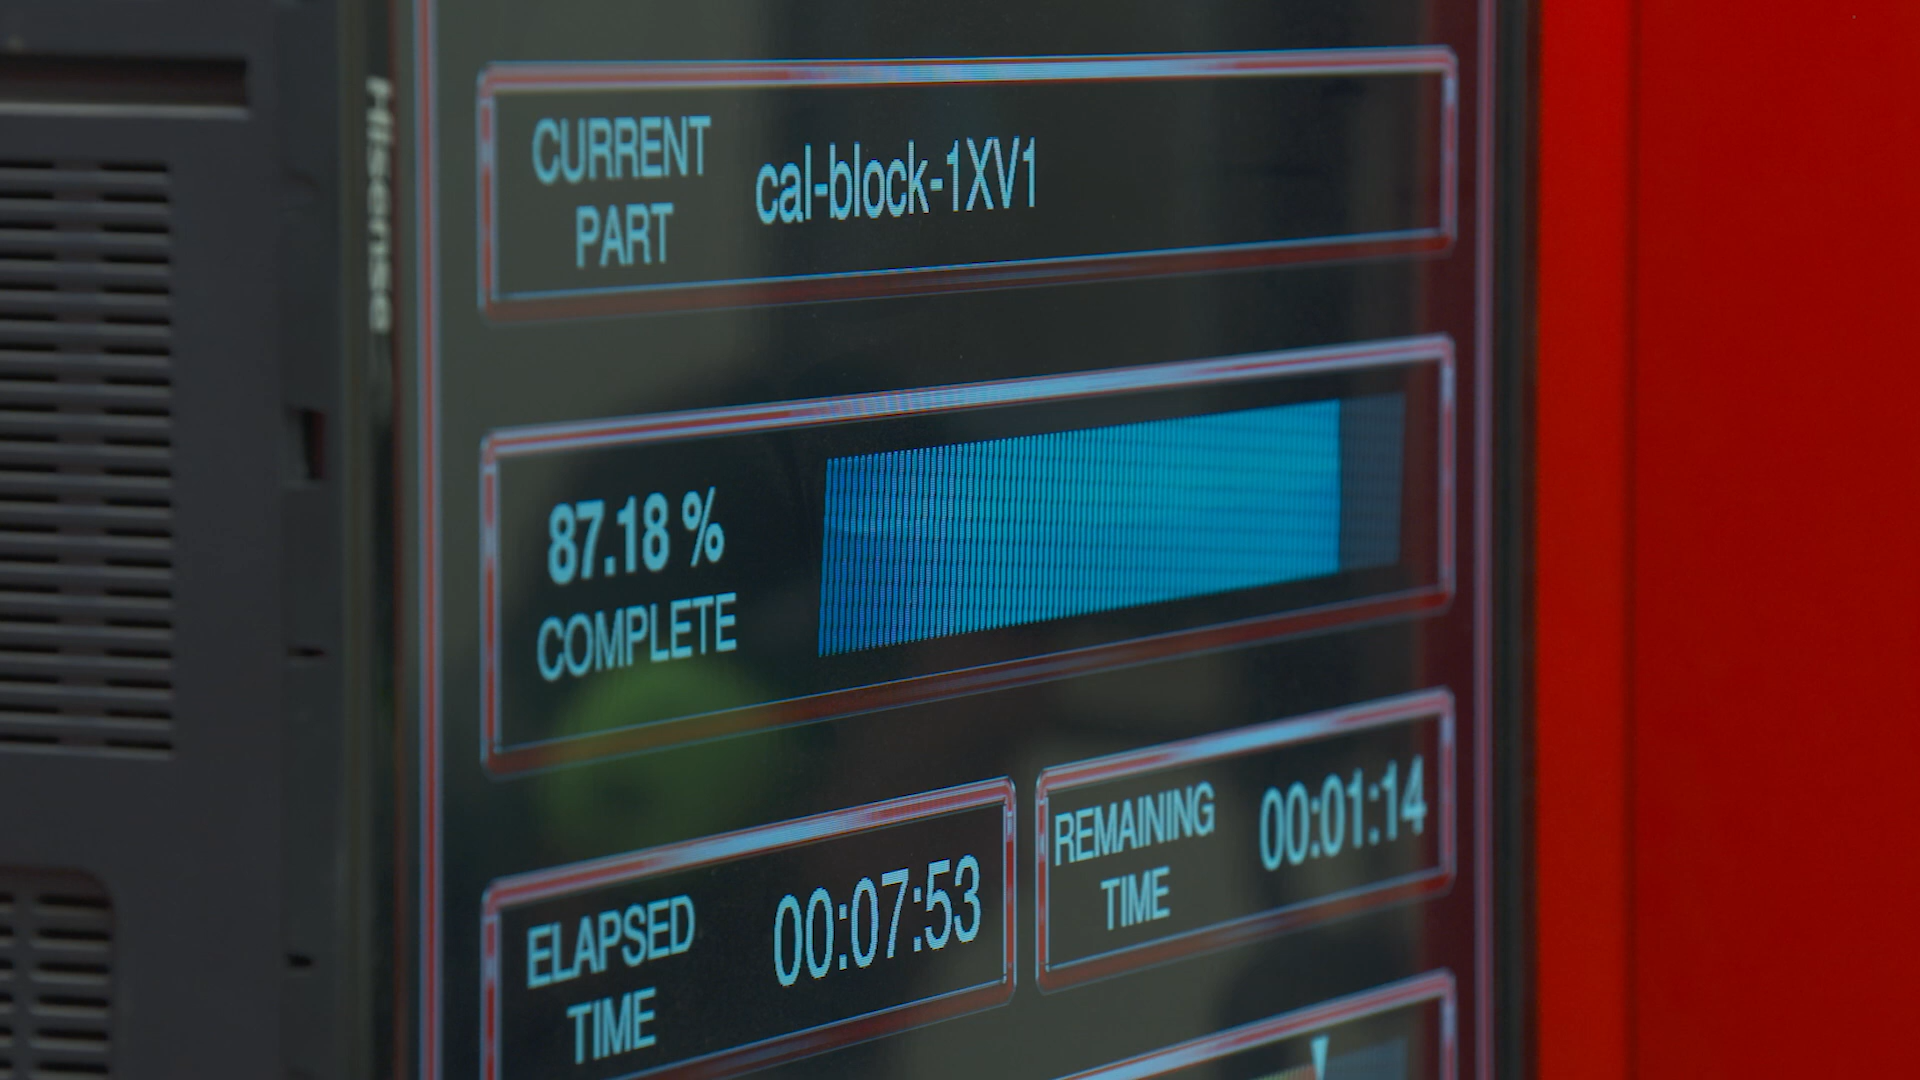 Hisense
CURRENT
PART
cal-block-1XV1
87.18 %
COMPLETE
ELAPSED
TIME
00:07:53
REMAINING
TIME
00:01:14